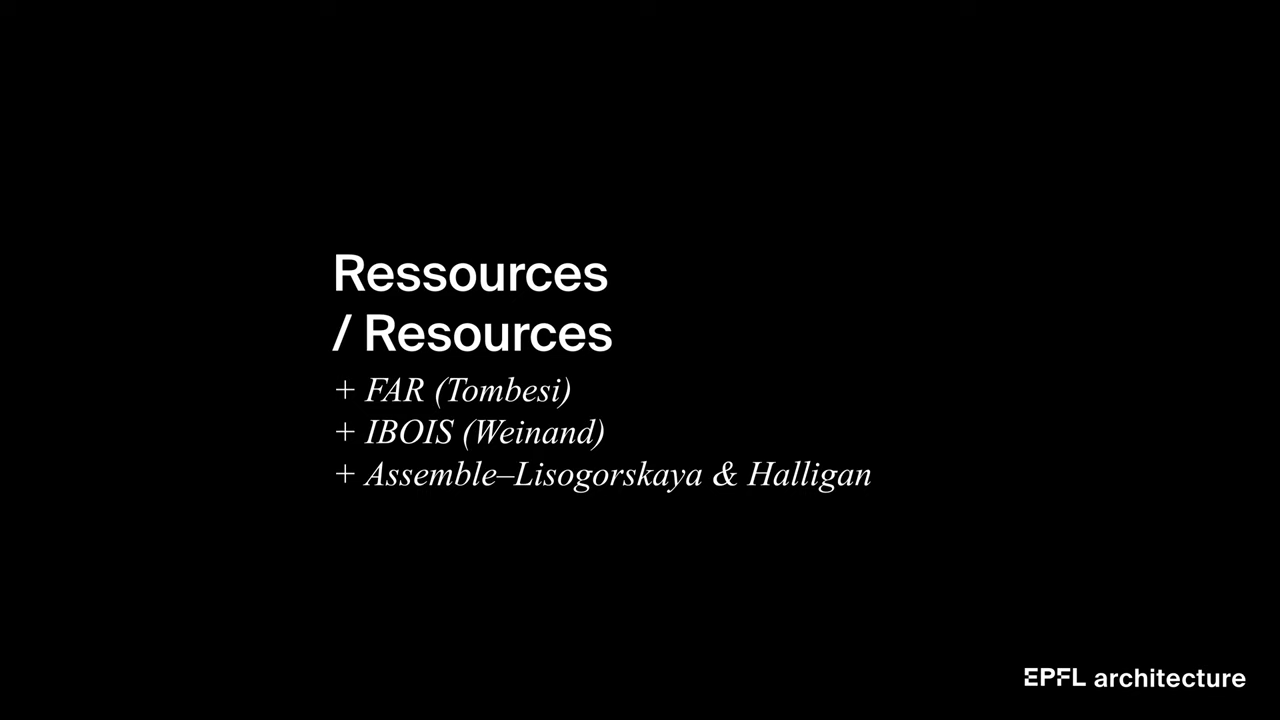 Ressources
/ Resources
+ FAR (Tombesi)
+ IBOIS (Weinand)
+ Assemble–Lisogorskaya & Halligan
EPFL architecture